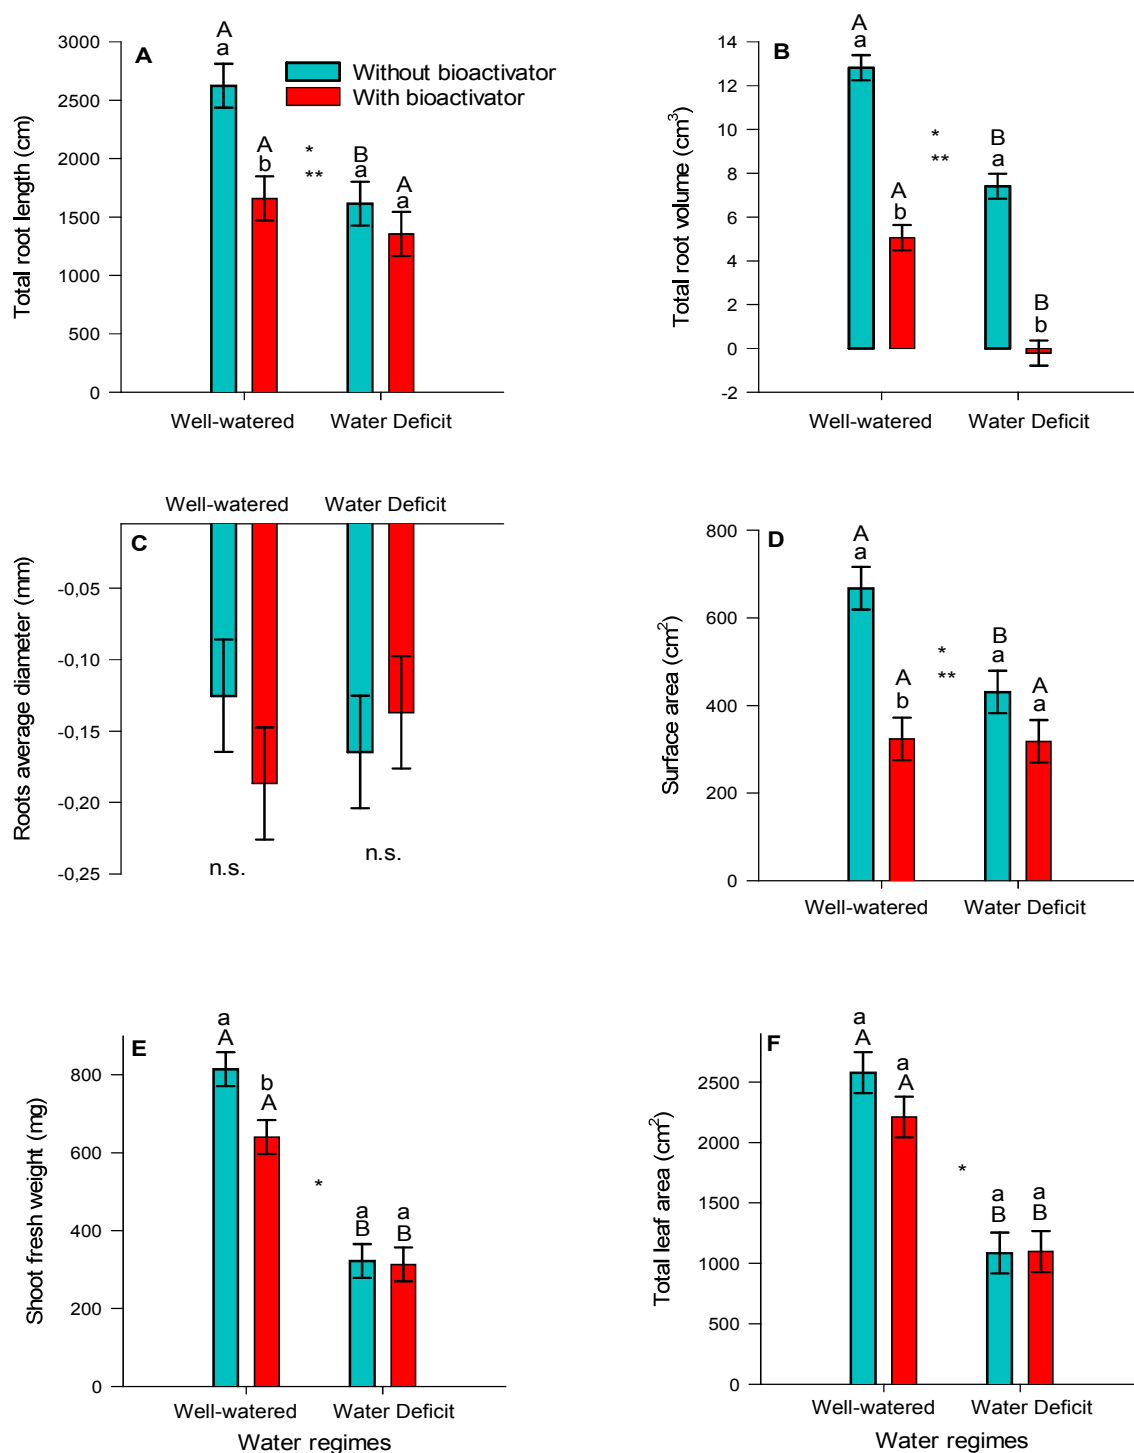 A
Total root length (cm)
3000
2500
2000
1500
1000
500
0
Without bioactivator
With bioactivator
A
a
A
b
*
**
B
a
A
a
Well-watered
Water Deficit
B
Total root volume (cm3)
14
12
10
8
6
4
2
0
-2
A
a
A
b
*
**
B
a
B
b
Well-watered
Water Deficit
Well-watered
Water Deficit
C
Roots average diameter (mm)
-0,05
-0,10
-0,15
-0,20
-0,25
n.s.
n.s.
D
Surface area (cm2)
800
600
400
200
0
A
a
A
b
*
**
B
a
A
a
Well-watered
Water Deficit
E
Shoot fresh weight (mg)
800
600
400
200
0
a
A
b
A
*
a
B
a
B
Well-watered
Water Deficit
Water regimes
F
Total leaf area (cm2)
2500
2000
1500
1000
500
0
a
A
a
A
*
a
B
a
B
Well-watered
Water Deficit
Water regimes